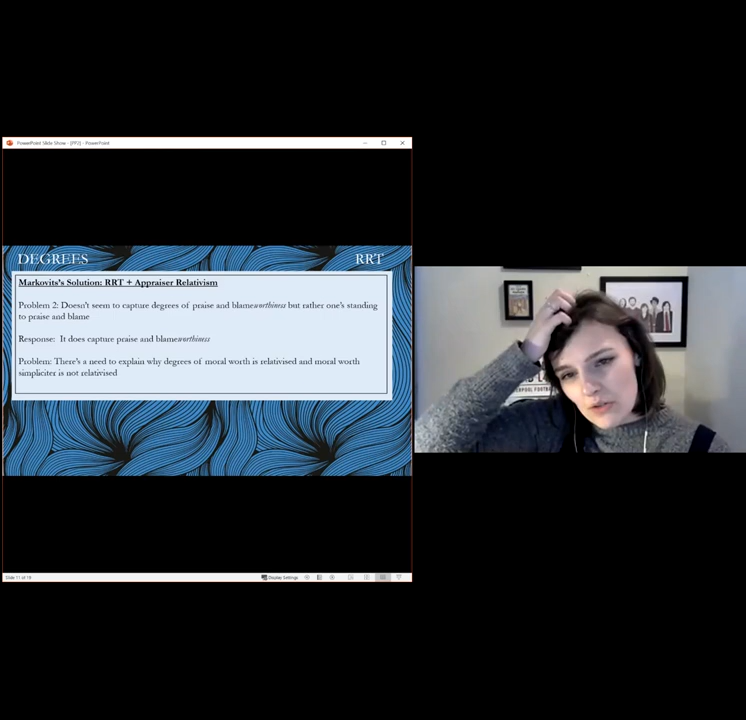 PowerPoint Slide Show - [PP2] - PowerPoint
DEGREES
RRT
Markovits's Solution: RRT + Appraiser Relativism
Problem 2: Doesn't seem to capture degrees of praise and blameworthiness but rather one's standing
to praise and blame
Response: It does capture praise and blameworthiness
Problem: There's a need to explain why degrees of moral worth is relativised and moral worth
simpliciter is not relativised
Slide 11 of 19
Display Settings